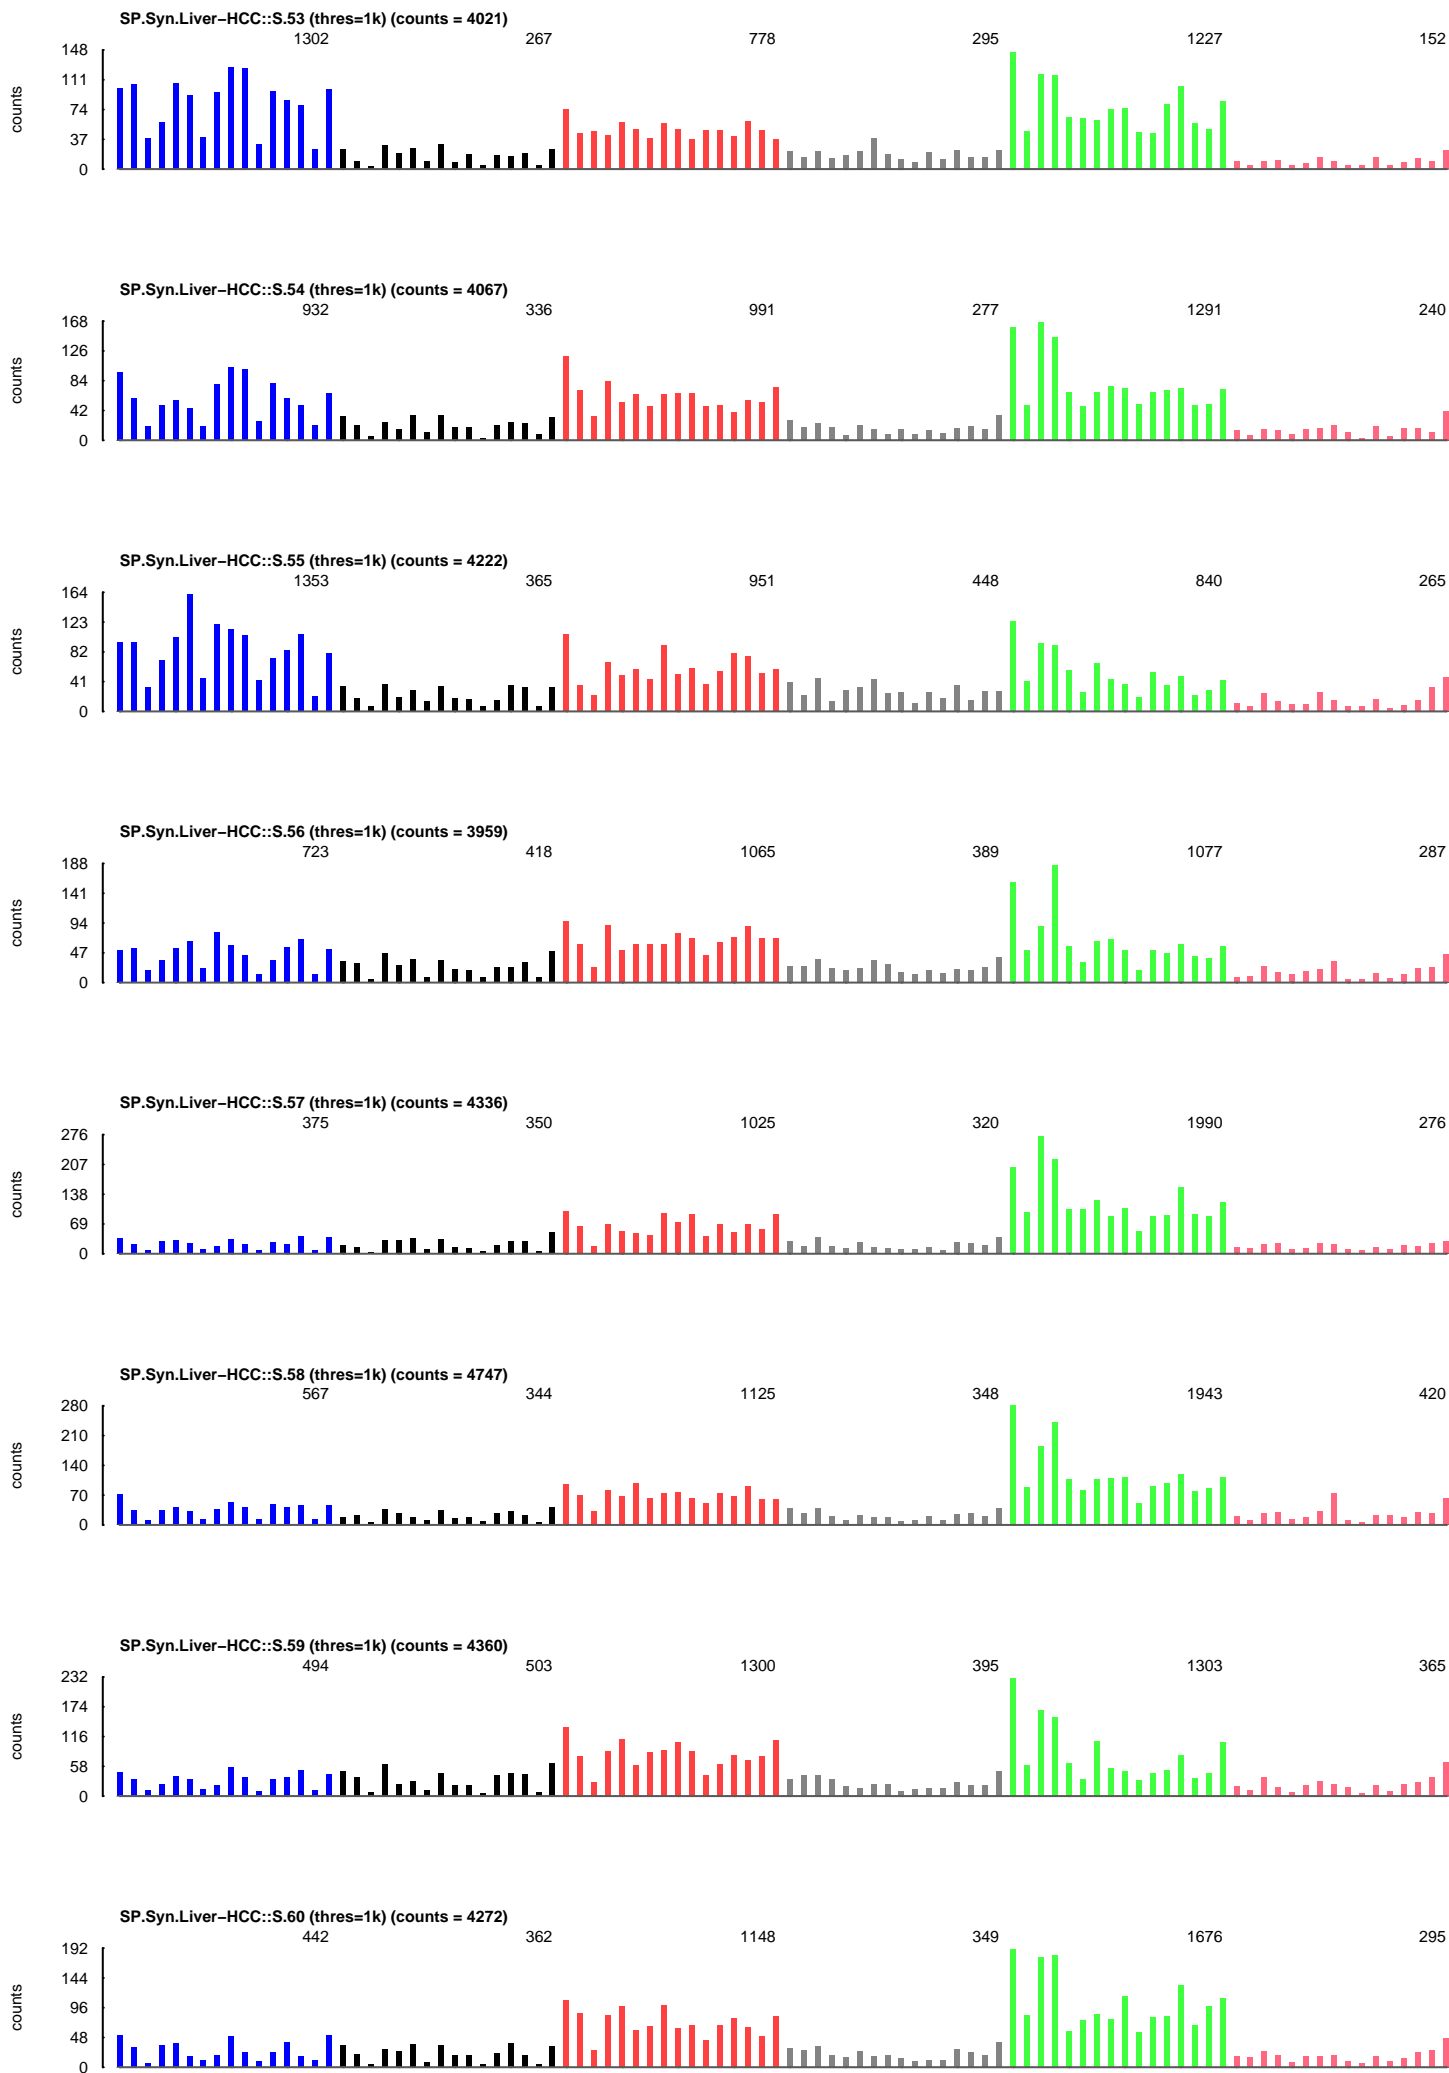 SP.Syn.Liver−HCC::S.53 (thres=1k) (counts = 4021)
1302 267 778 295 1227 152
148
111
74
37
0
counts
SP.Syn.Liver−HCC::S.54 (thres=1k) (counts = 4067)
932 336 991 277 1291 240
168
126
84
42
0
counts
SP.Syn.Liver−HCC::S.55 (thres=1k) (counts = 4222)
1353 365 951 448 840 265
164
123
82
41
0
counts
SP.Syn.Liver−HCC::S.56 (thres=1k) (counts = 3959)
723 418 1065 389 1077 287
188
141
94
47
0
counts
SP.Syn.Liver−HCC::S.57 (thres=1k) (counts = 4336)
375 350 1025 320 1990 276
276
207
138
69
0
counts
SP.Syn.Liver−HCC::S.58 (thres=1k) (counts = 4747)
567 344 1125 348 1943 420
280
210
140
70
0
counts
SP.Syn.Liver−HCC::S.59 (thres=1k) (counts = 4360)
494 503 1300 395 1303 365
232
174
116
58
0
counts
SP.Syn.Liver−HCC::S.60 (thres=1k) (counts = 4272)
442 362 1148 349 1676 295
192
144
96
48
0
counts